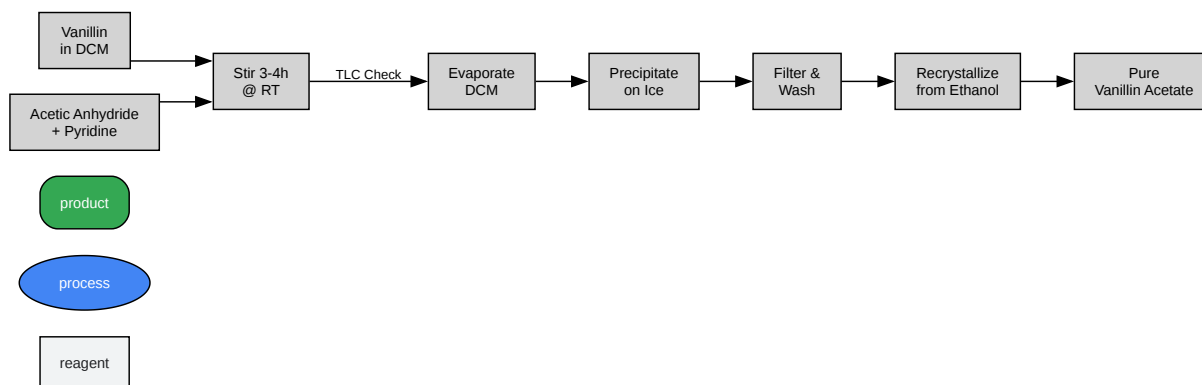 Vanillin
in DCM
Acetic Anhydride
+ Pyridine
Stir 3-4h
@ RT
TLC Check
Evaporate
DCM
Precipitate
on Ice
Filter &
Wash
Recrystallize
from Ethanol
Pure
Vanillin Acetate
product
process
reagent